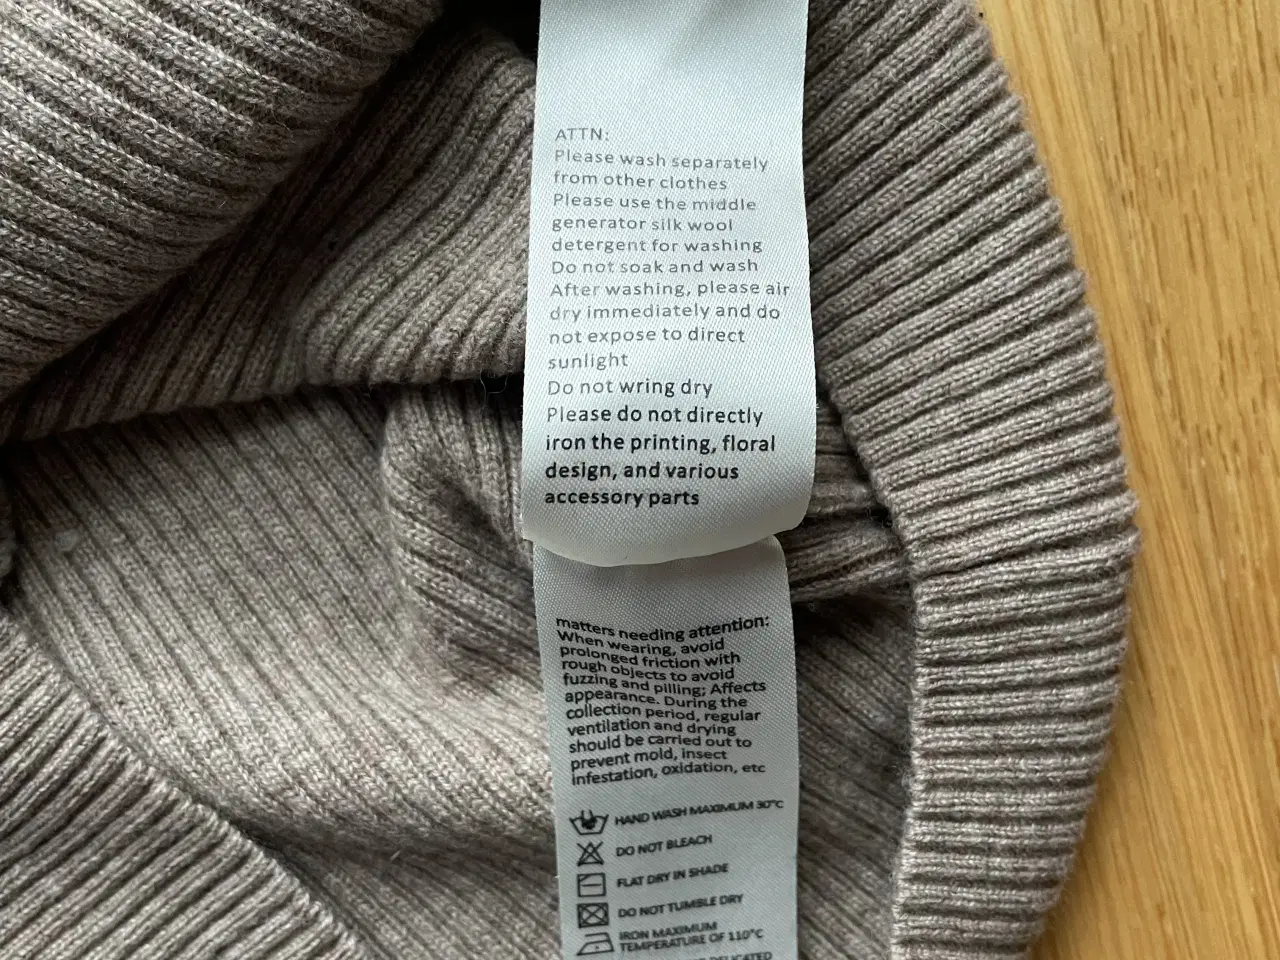 ATTN:
Please wash separately
from other clothes
Please use the middle
generator silk wool
detergent for washing
Do not soak and wash
After washing, please air
dry immediately and do
not expose to direct
sunlight
Do not wring dry
Please do not directly
iron the printing, floral
design, and various
accessory parts
matters needing attention:
When wearing, avoid
prolonged friction with
rough objects to avoid
fuzzing and pilling; Affects
appearance. During the
collection period, regular
ventilation and drying
should be carried out to
prevent mold, insect
infestation, oxidation, etc
HAND WASH MAXIMUM 30°C
DO NOT BLEACH
FLAT DRY IN SHADE
DO NOT TUMBLE DRY
IRON MAXIMUM
TEMPERATURE OF 110°C